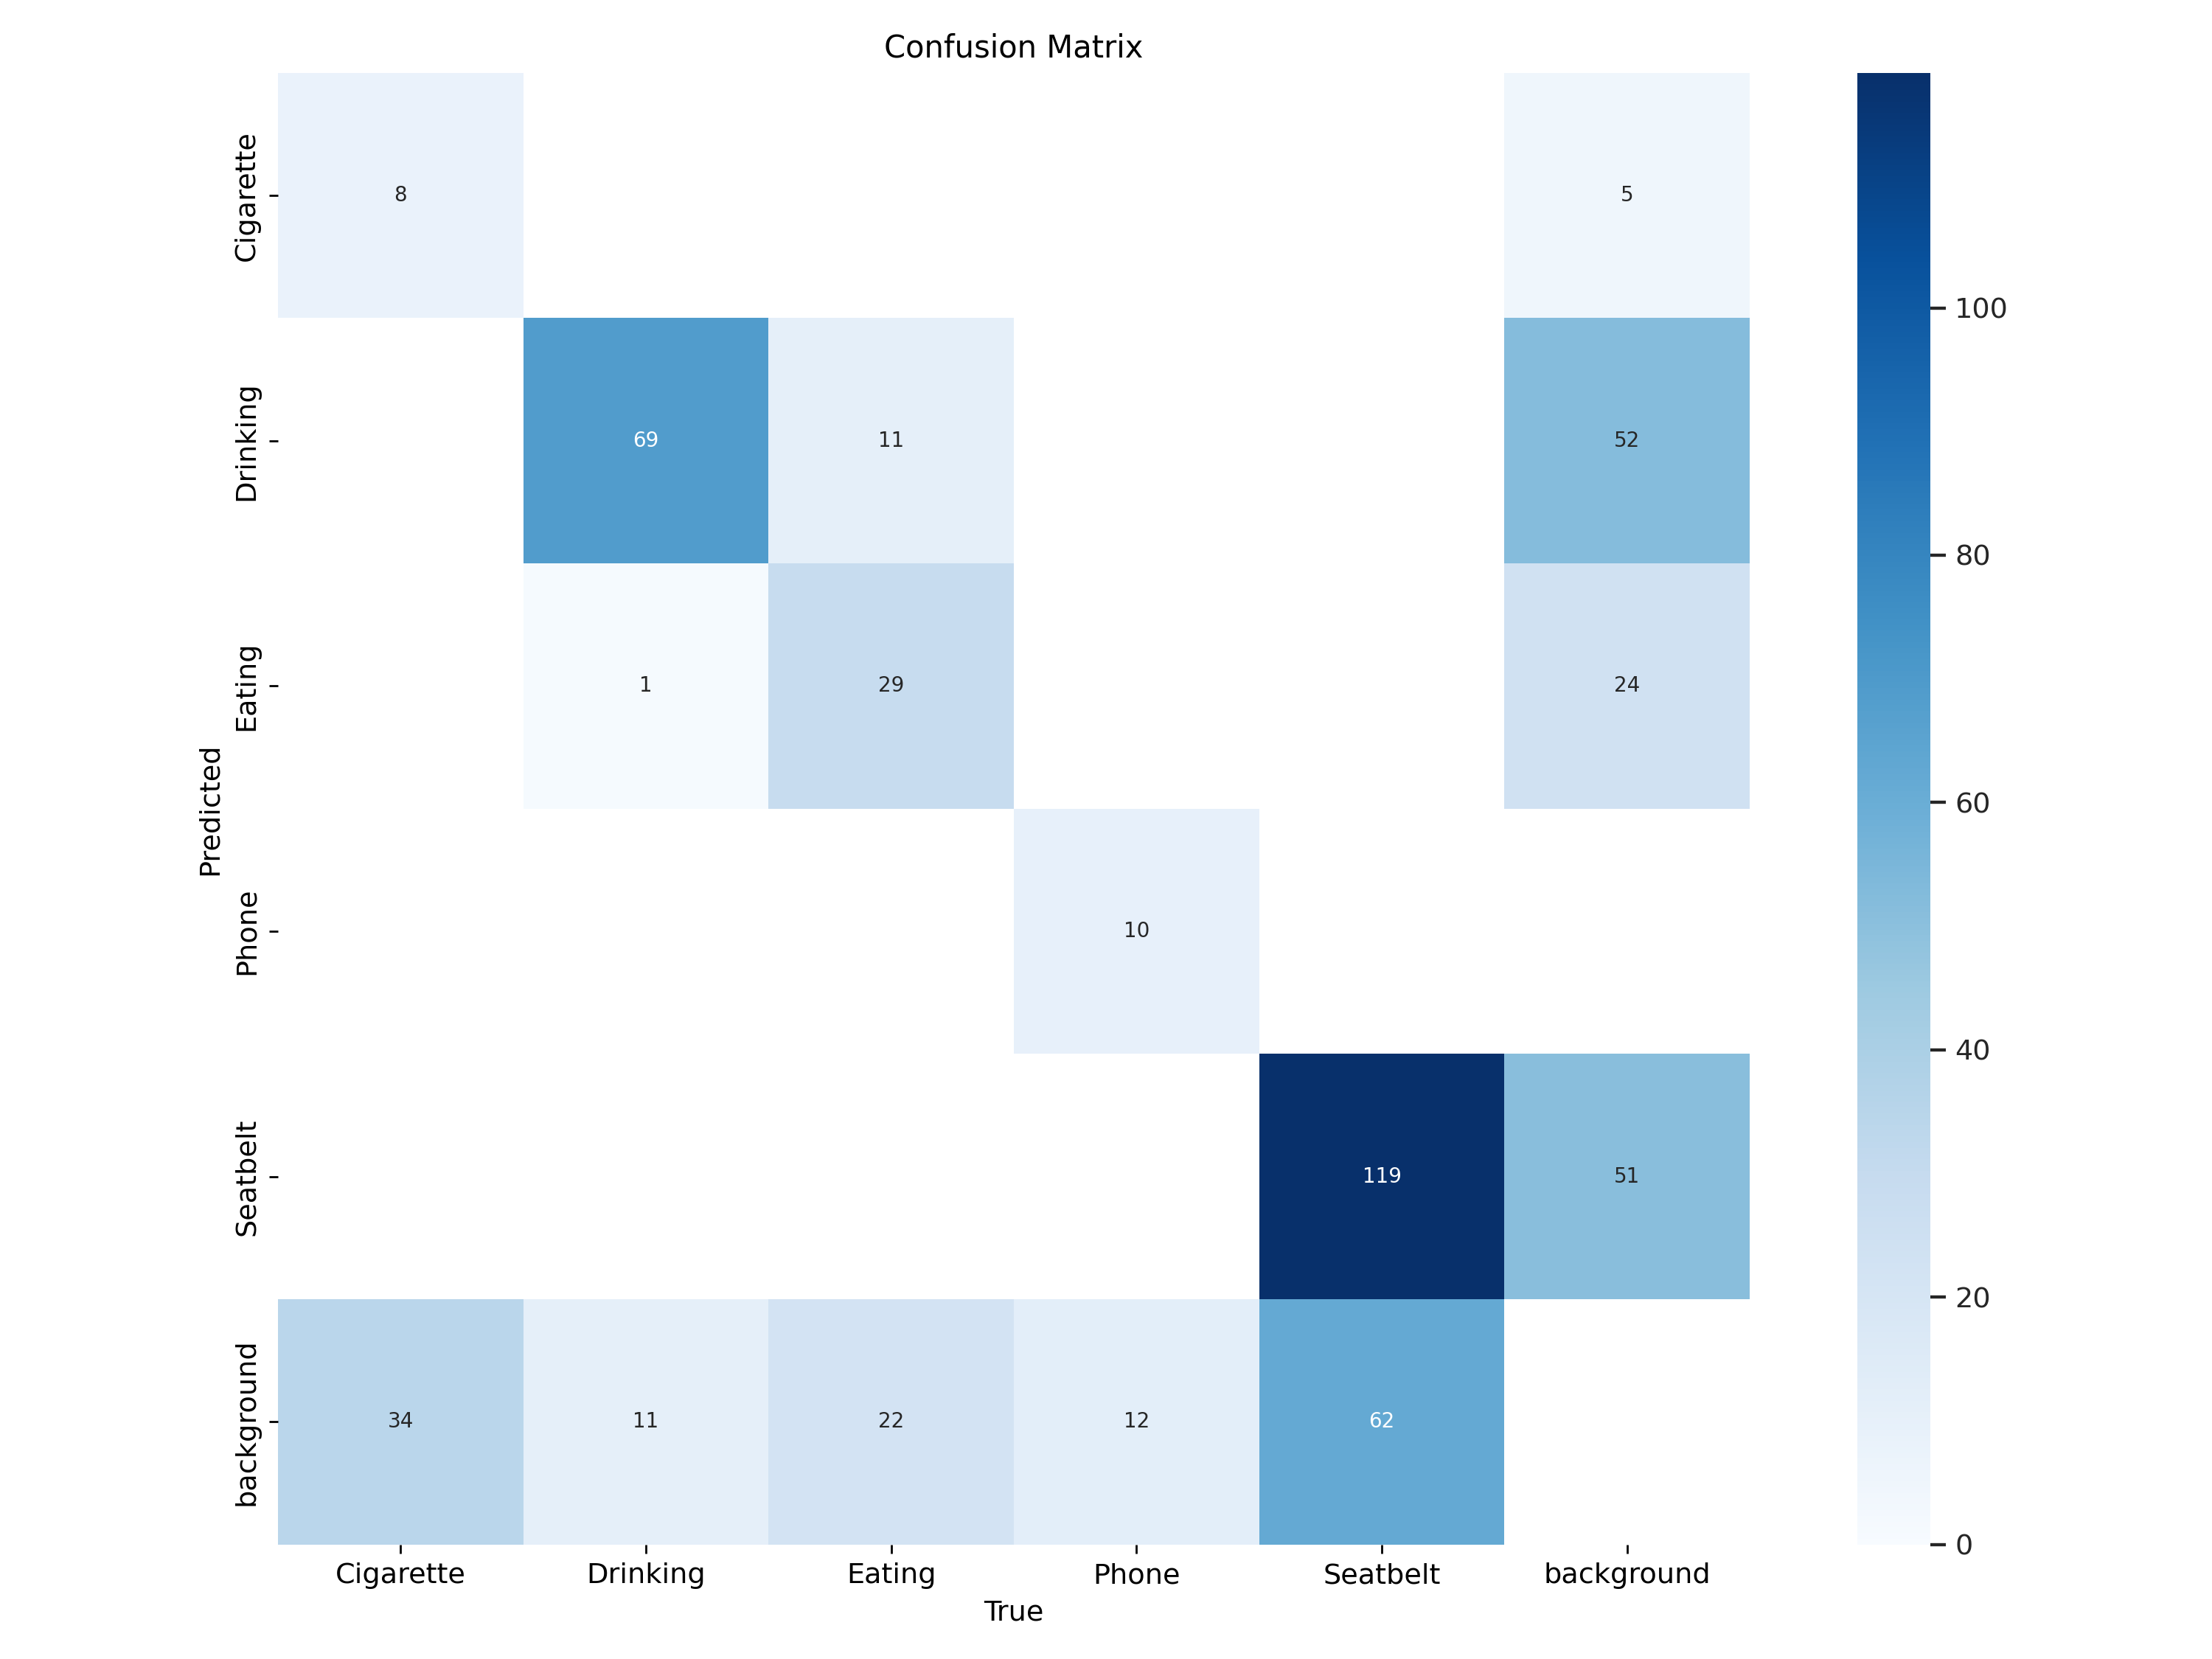 Confusion Matrix
Cigarette
8
5
100
Drinking
69
11
52
80
Eating
1
29
24
60
Predicted
Phone
10
40
Seatbelt
119
51
20
background
34
11
22
12
62
0
Cigarette
Drinking
Eating
Phone
Seatbelt
background
True